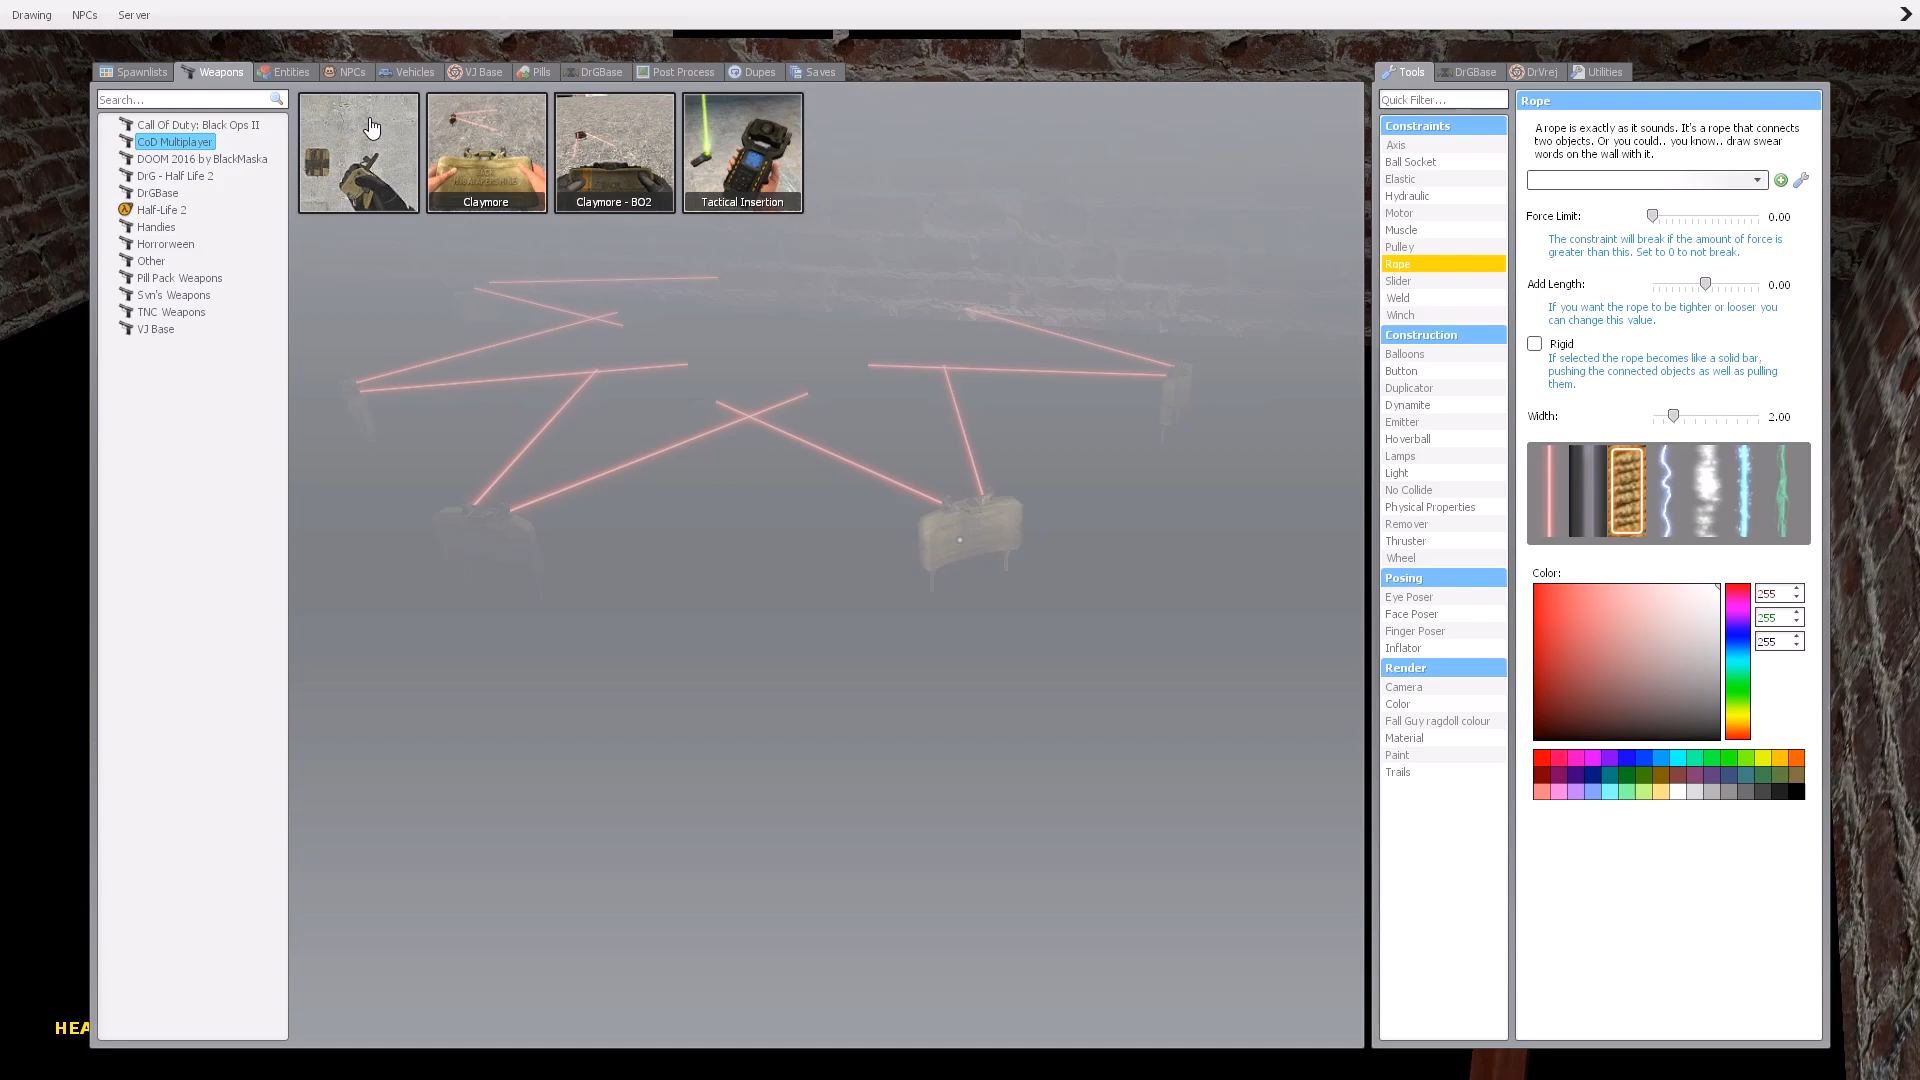 Drawing NPCs Server
Spawnlists Weapons Entities NPCs Vehicles VJ Base Pills DrGBase Post Process Dupes Saves
Search...
Call Of Duty: Black Ops II
CoD Multiplayer
DOOM 2016 by BlackMaska
DrG - Half Life 2
DrGBase
Half-Life 2
Handies
Horrorween
Other
Pill Pack Weapons
Svn's Weapons
TNC Weapons
VJ Base
Claymore
Claymore - BO2
Tactical Insertion
HEA
Tools DrGBase DrVrej Utilities
Quick Filter...
Constraints
Axis
Ball Socket
Elastic
Hydraulic
Motor
Muscle
Pulley
Rope
Slider
Weld
Winch
Construction
Balloons
Button
Duplicator
Dynamite
Emitter
Hoverball
Lamps
Light
No Collide
Physical Properties
Remover
Thruster
Wheel
Posing
Eye Poser
Face Poser
Finger Poser
Inflator
Render
Camera
Color
Fall Guy ragdoll colour
Material
Paint
Trails
Rope
A rope is exactly as it sounds. It's a rope that connects
two objects. Or you could.. you know.. draw swear
words on the wall with it.
Force Limit: 0.00
The constraint will break if the amount of force is
greater than this. Set to 0 to not break.
Add Length: 0.00
If you want the rope to be tighter or looser you
can change this value.
Rigid
If selected the rope becomes like a solid bar,
pushing the connected objects as well as pulling
them.
Width: 2.00
Color:
255
255
255